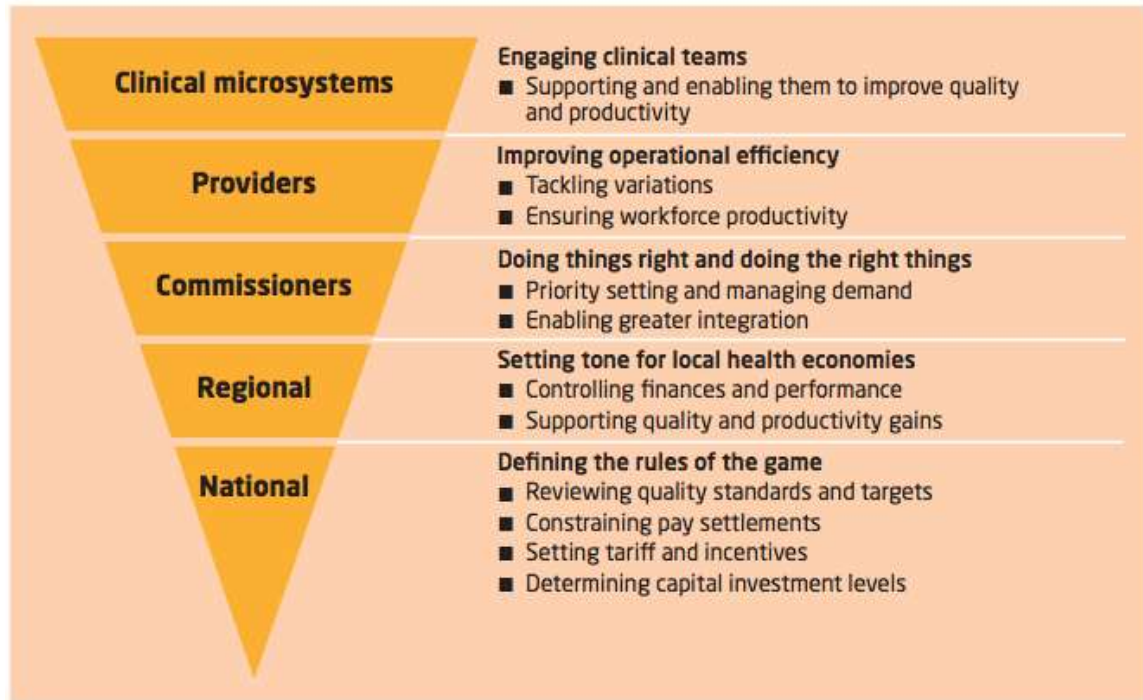 Clinical microsystems
Engaging clinical teams
■ Supporting and enabling them to improve quality
and productivity
Providers
Improving operational efficiency
■ Tackling variations
■ Ensuring workforce productivity
Commissioners
Doing things right and doing the right things
■ Priority setting and managing demand
■ Enabling greater integration
Regional
Setting tone for local health economies
■ Controlling finances and performance
■ Supporting quality and productivity gains
National
Defining the rules of the game
■ Reviewing quality standards and targets
■ Constraining pay settlements
■ Setting tariff and incentives
■ Determining capital investment levels